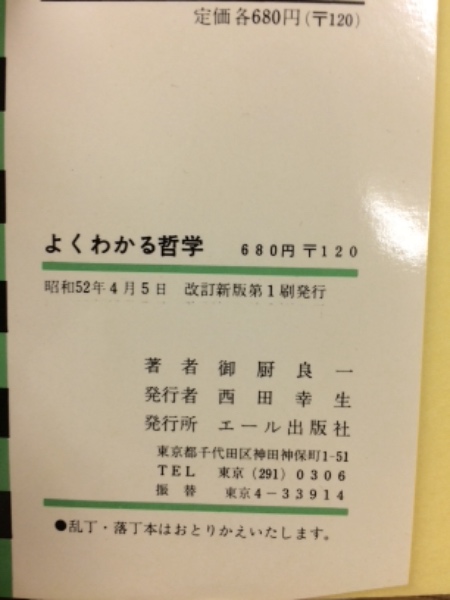 定価各680円(〒120)
よくわかる哲学 680円 〒120
昭和52年4月5日 改訂新版第1刷発行
著者 御厨良一
発行者 西田幸生
発行所 エール出版社
東京都千代田区神田神保町1-51
TEL 東京(291)0306
振替 東京4-33914
●乱丁・落丁本はおとりかえいたします。